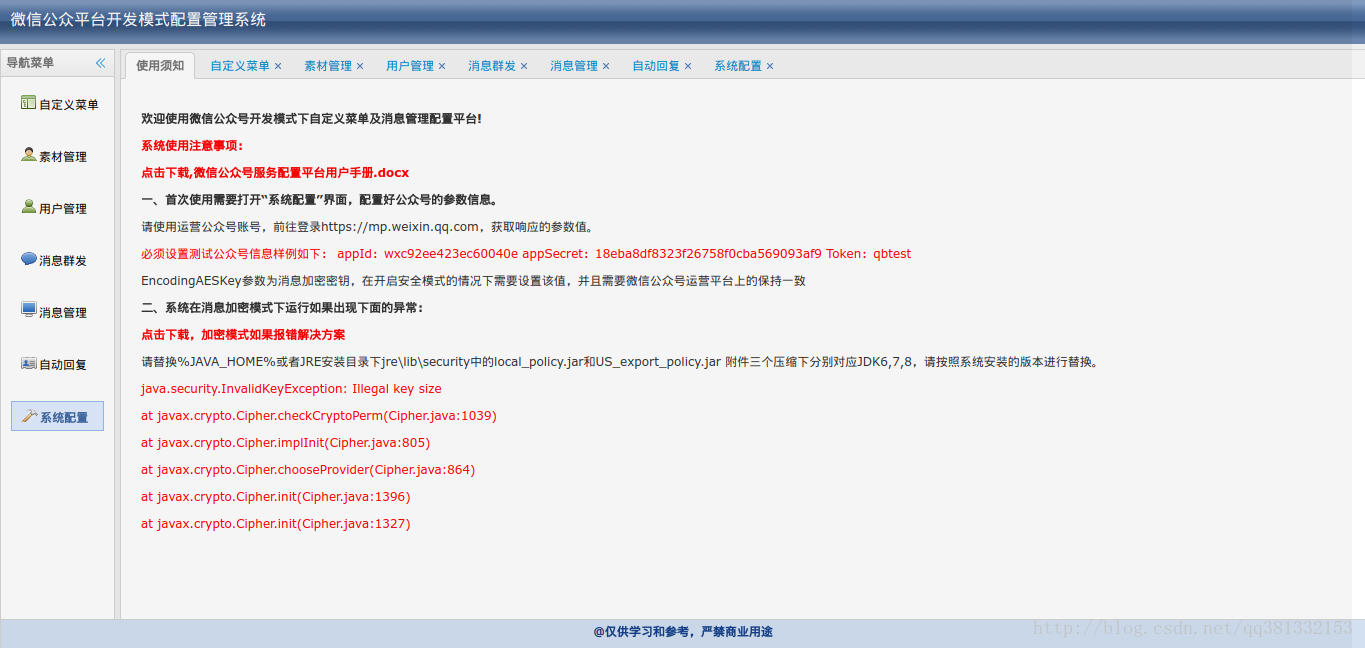 微信公众平台开发模式配置管理系统
导航菜单
使用须知 自定义菜单 × 素材管理 × 用户管理 × 消息群发 × 消息管理 × 自动回复 × 系统配置 ×
自定义菜单
素材管理
用户管理
消息群发
消息管理
自动回复
系统配置
欢迎使用微信公众号开发模式下自定义菜单及消息管理配置平台!
系统使用注意事项:
点击下载,微信公众号服务配置平台用户手册.docx
一、首次使用需要打开“系统配置”界面，配置好公众号的参数信息。
请使用运营公众号账号，前往登录https://mp.weixin.qq.com，获取响应的参数值。
必须设置测试公众号信息样例如下： appId：wxc92ee423ec60040e appSecret：18eba8df8323f26758f0cba569093af9 Token：qbtest
EncodingAESKey参数为消息加密密钥，在开启安全模式的情况下需要设置该值，并且需要微信公众号运营平台上的保持一致
二、系统在消息加密模式下运行如果出现下面的异常:
点击下载，加密模式如果报错解决方案
请替换%JAVA_HOME%或者JRE安装目录下jre\lib\security中的local_policy.jar和US_export_policy.jar 附件三个压缩下分别对应JDK6,7,8，请按照系统安装的版本进行替换。
java.security.InvalidKeyException: Illegal key size
at javax.crypto.Cipher.checkCryptoPerm(Cipher.java:1039)
at javax.crypto.Cipher.implInit(Cipher.java:805)
at javax.crypto.Cipher.chooseProvider(Cipher.java:864)
at javax.crypto.Cipher.init(Cipher.java:1396)
at javax.crypto.Cipher.init(Cipher.java:1327)
@仅供学习和参考，严禁商业用途
http://blog.csdn.net/qq381332153